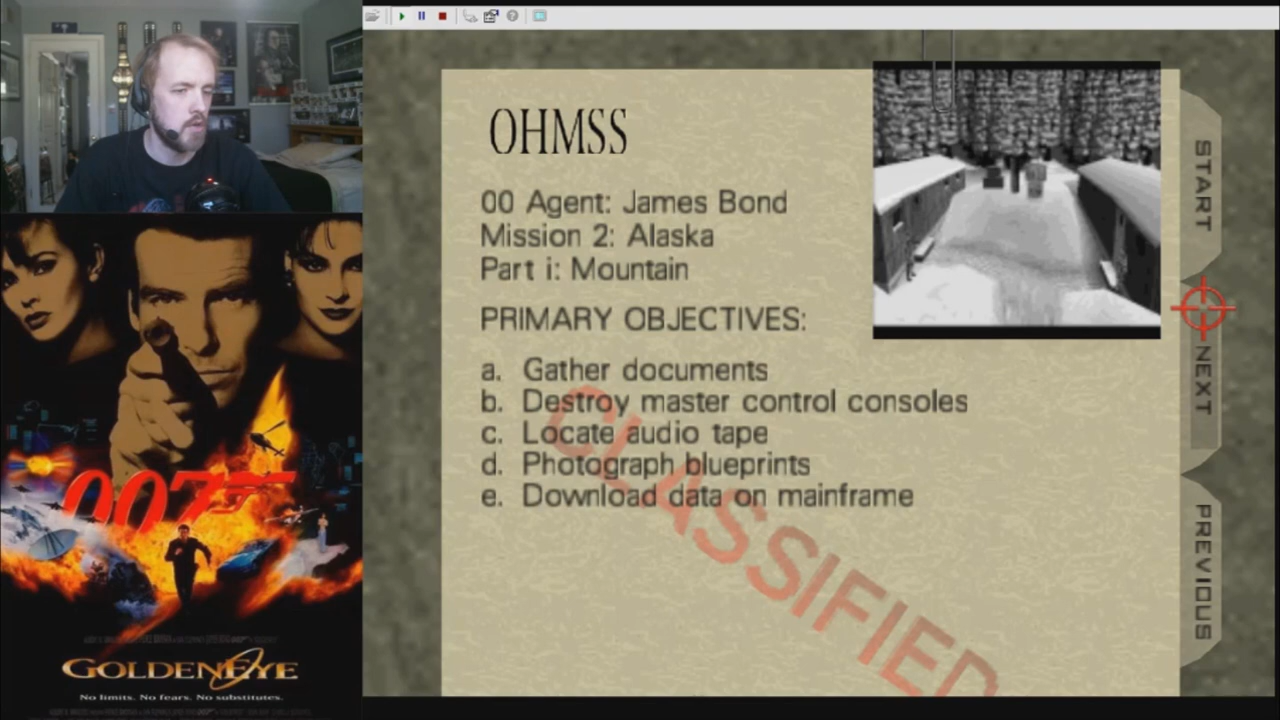 OHMSS
00 Agent: James Bond
Mission 2: Alaska
Part i: Mountain
PRIMARY OBJECTIVES:
a. Gather documents
b. Destroy master control consoles
c. Locate audio tape
d. Photograph blueprints
e. Download data on mainframe
CLASSIFIED
START
NEXT
PREVIOUS
007
GOLDENEYE
No limits. No fears. No substitutes.